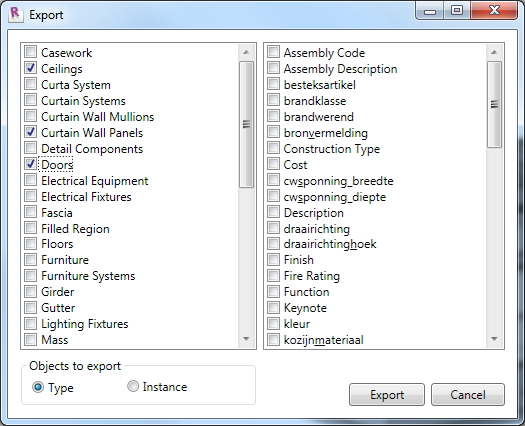 Export
Casework
Ceilings
Curta System
Curtain Systems
Curtain Wall Mullions
Curtain Wall Panels
Detail Components
Doors
Electrical Equipment
Electrical Fixtures
Fascia
Filled Region
Floors
Furniture
Furniture Systems
Girder
Gutter
Lighting Fixtures
Mass
Assembly Code
Assembly Description
besteksartikel
brandklasse
brandwerend
bronvermelding
Construction Type
Cost
cwsponning_breedte
cwsponning_diepte
Description
draairichting
draairichtinghoek
Finish
Fire Rating
Function
Keynote
kleur
kozijnmateriaal
Objects to export
Type
Instance
Export
Cancel